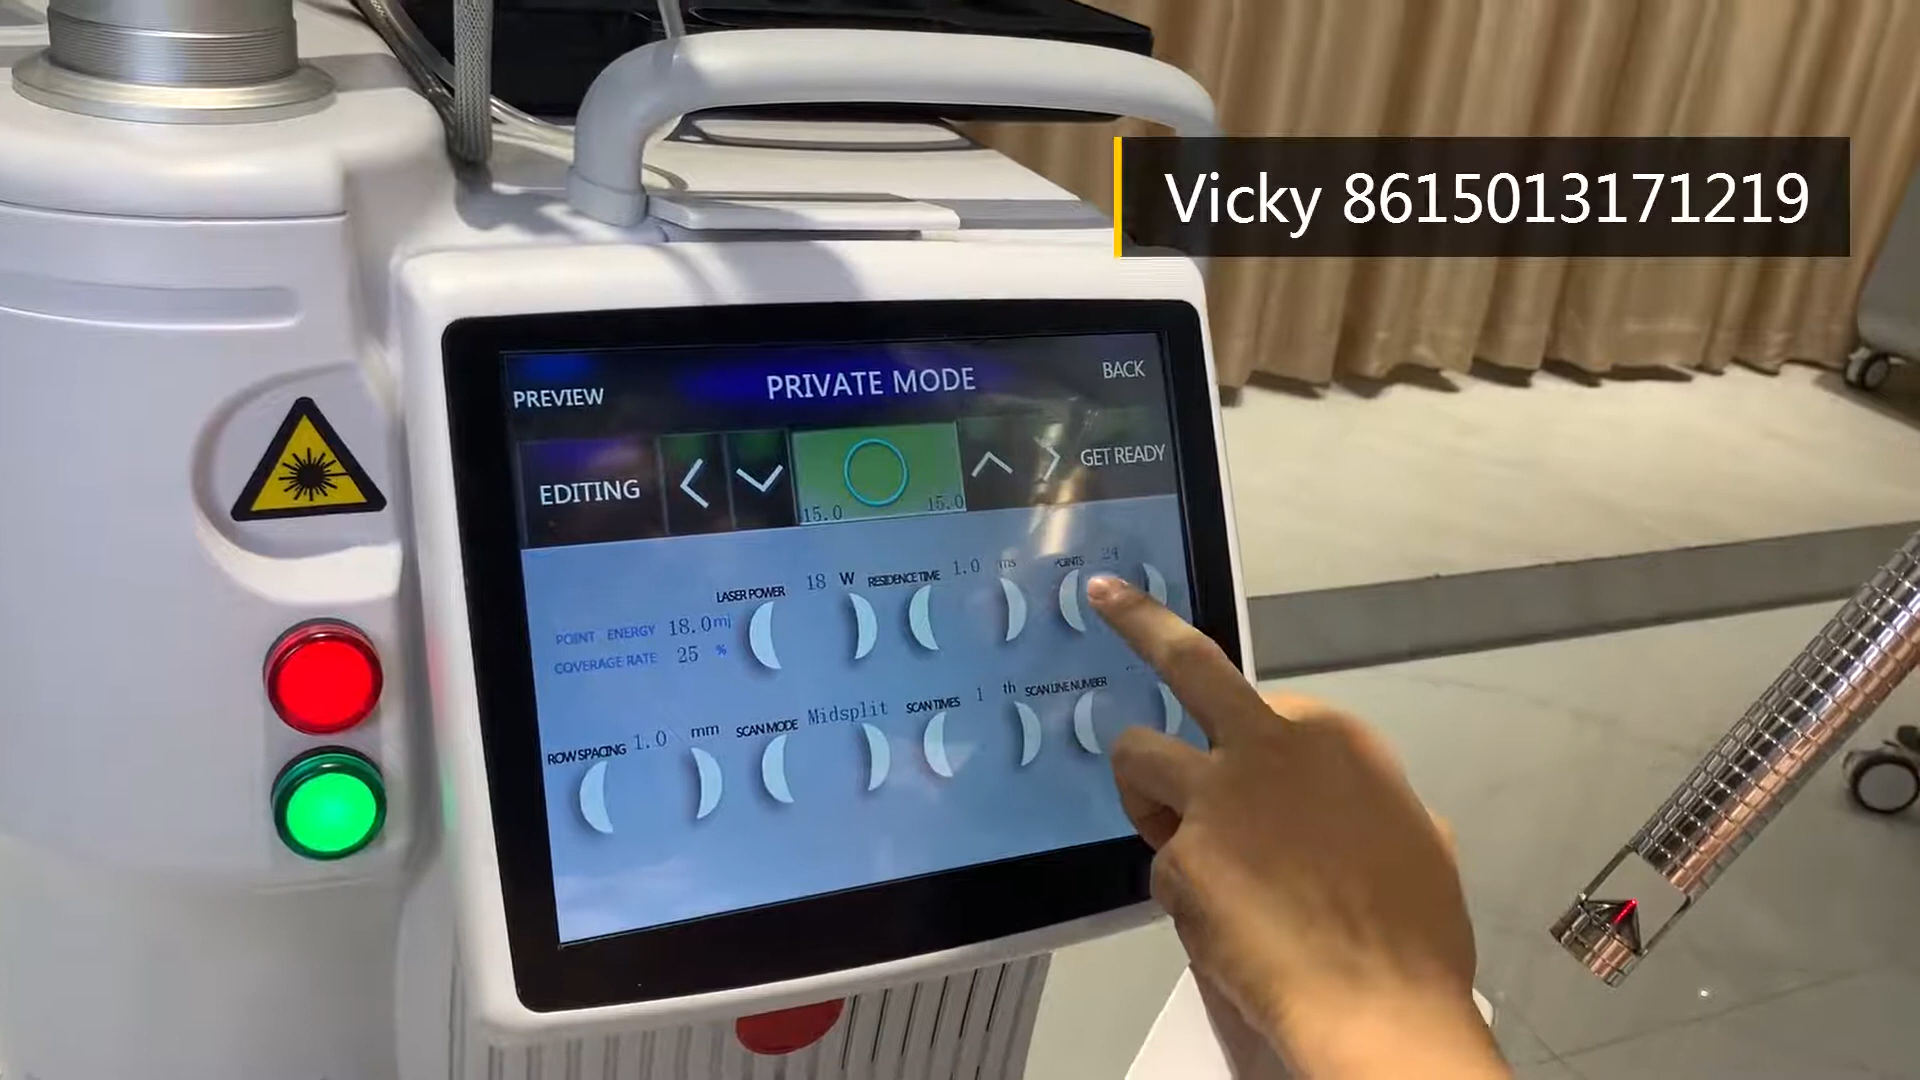 Vicky 8615013171219
PREVIEW
PRIVATE MODE
BACK
EDITING
15.0
15.0
GET READY
LASER POWER 18 W
RESIDENCE TIME 1.0 ms
POINTS 24
POINT ENERGY 18.0mj
COVERAGE RATE 25 %
ROW SPACING 1.0 mm
SCAN MODE Midsplit
SCAN TIMES 1 th
SCAN LINE NUMBER